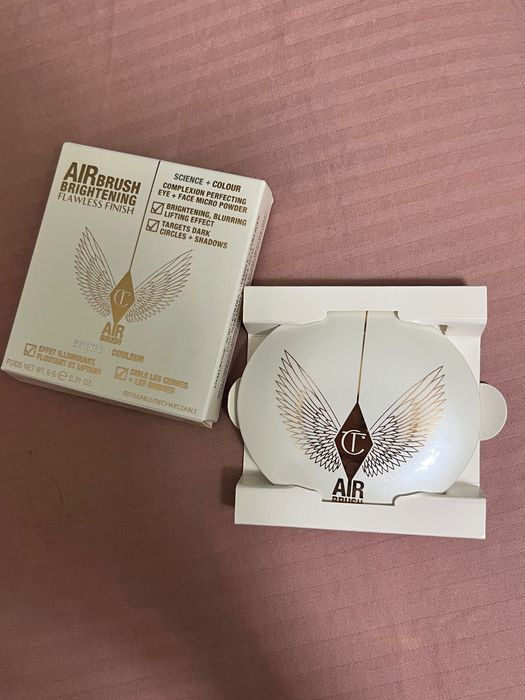 AIRBRUSH
BRIGHTENING
FLAWLESS FINISH
SCIENCE + COLOUR
COMPLEXION PERFECTING
EYE + FACE MICRO POWDER
BRIGHTENING, BLURRING
LIFTING EFFECT
TARGETS DARK
CIRCLES + SHADOWS
CT
AIR
BRUSH
SCIENCE + COULEUR
EFFET ILLUMINANT,
FLOUTANT ET LIFTANT
CIBLE LES CERNES
+ LES OMBRES
POIDS NET WT. 9 G e 0.31 OZ.
REFILLABLE/RECHARGEABLE
CT
AIR
BRUSH